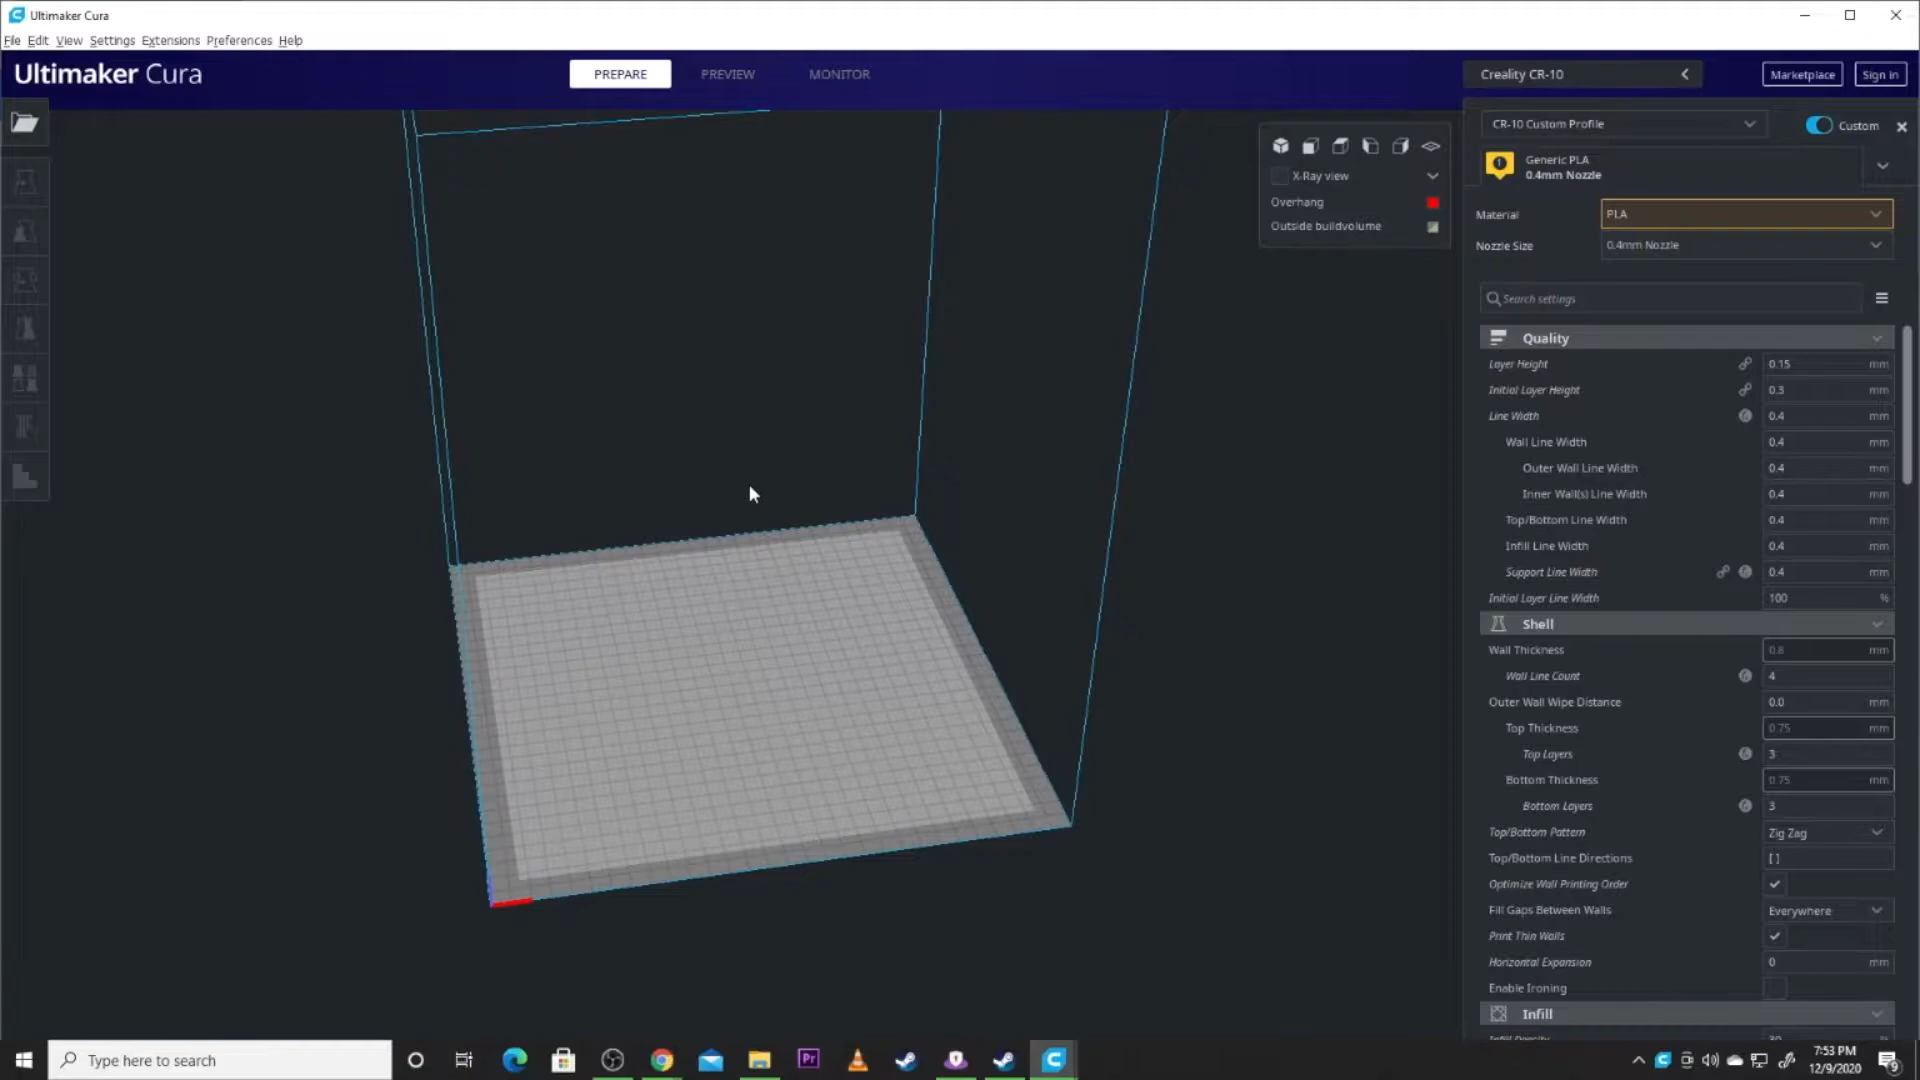 Ultimaker Cura
File Edit View Settings Extensions Preferences Help
Ultimaker Cura
PREPARE PREVIEW MONITOR
Creality CR-10
Marketplace
Sign in
CR-10 Custom Profile
Custom
1
Generic PLA
0.4mm Nozzle
Material PLA
Nozzle Size 0.4mm Nozzle
Search settings
X-Ray view
Overhang
Outside buildvolume
Quality
Layer Height 0.15 mm
Initial Layer Height 0.3 mm
Line Width 0.4 mm
Wall Line Width 0.4 mm
Outer Wall Line Width 0.4 mm
Inner Wall(s) Line Width 0.4 mm
Top/Bottom Line Width 0.4 mm
Infill Line Width 0.4 mm
Support Line Width 0.4 mm
Initial Layer Line Width 100 %
Shell
Wall Thickness 0.8 mm
Wall Line Count 4
Outer Wall Wipe Distance 0.0 mm
Top Thickness 0.75 mm
Top Layers 3
Bottom Thickness 0.75 mm
Bottom Layers 3
Top/Bottom Pattern Zig Zag
Top/Bottom Line Directions [ ]
Optimize Wall Printing Order
Fill Gaps Between Walls Everywhere
Print Thin Walls
Horizontal Expansion 0 mm
Enable Ironing
Infill
Type here to search
Pr
7:53 PM
12/9/2020
9